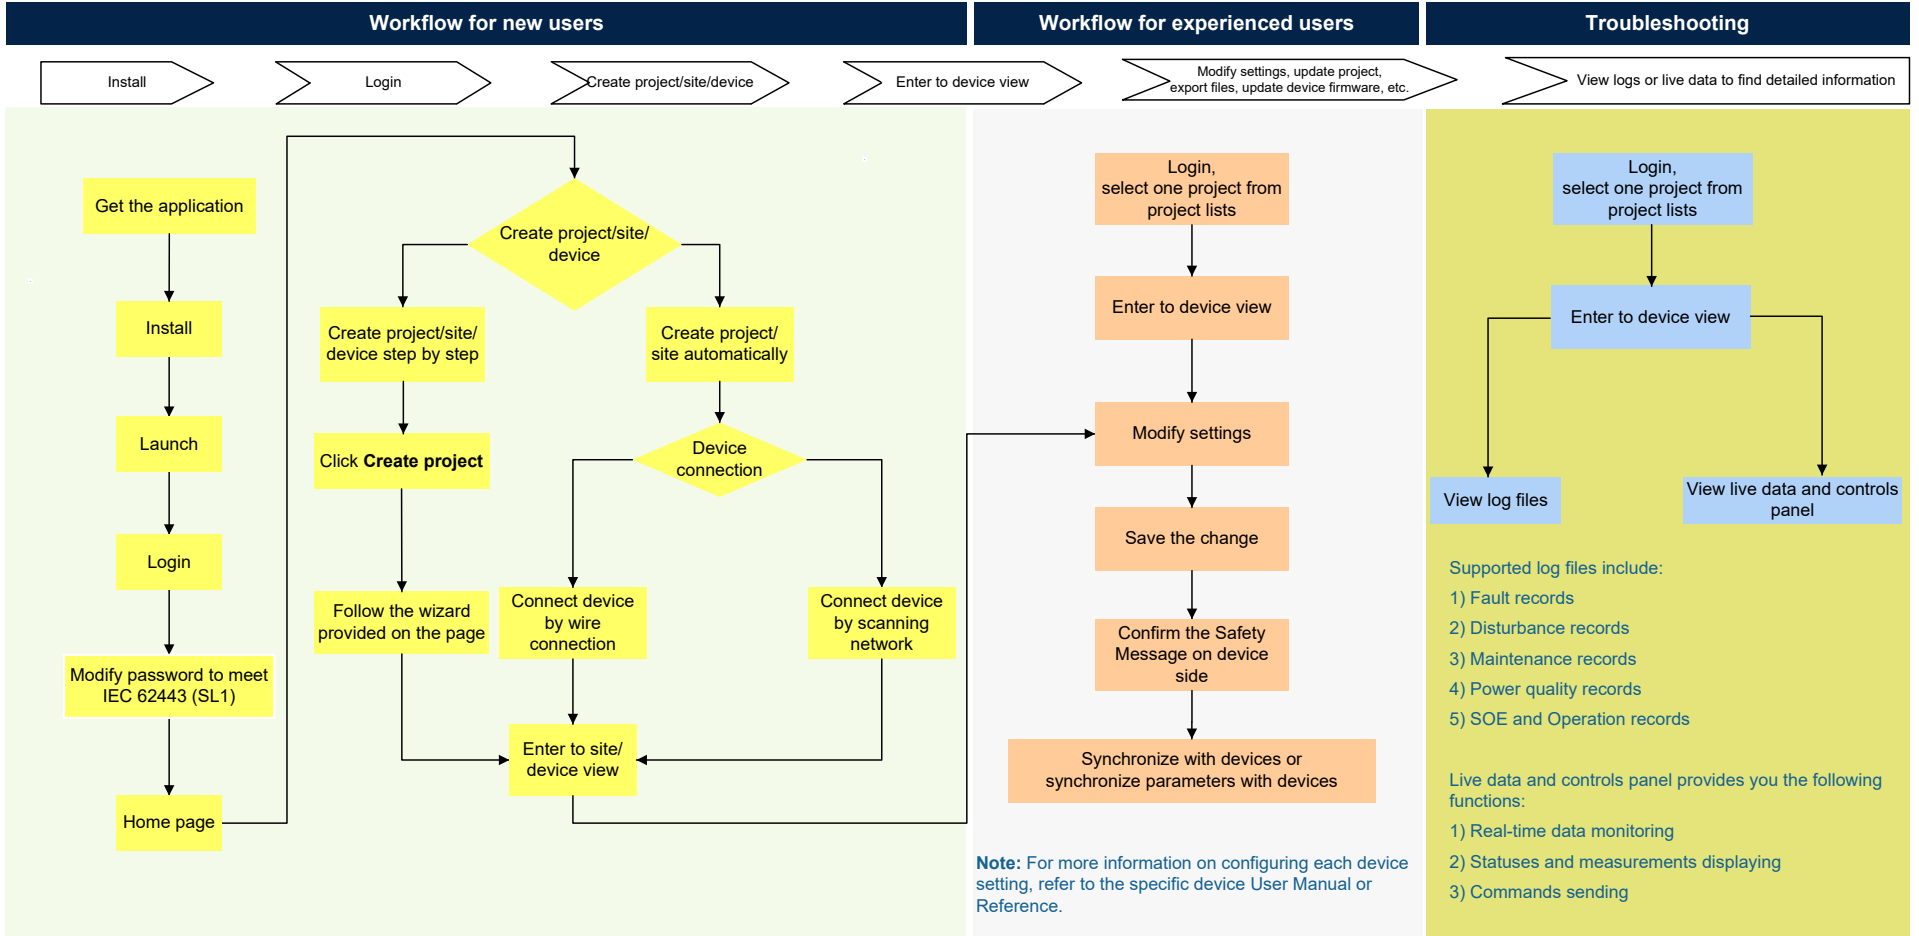 Workflow for new users
Workflow for experienced users
Troubleshooting
Install
Login
Create project/site/device
Enter to device view
Modify settings, update project,
export files, update device firmware, etc.
View logs or live data to find detailed information
Get the application
Install
Launch
Login
Modify password to meet
IEC 62443 (SL1)
Home page
Create project/site/
device
Create project/site/
device step by step
Click Create project
Follow the wizard
provided on the page
Create project/
site automatically
Device
connection
Connect device
by wire
connection
Connect device
by scanning
network
Enter to site/
device view
Login,
select one project from
project lists
Enter to device view
Modify settings
Save the change
Confirm the Safety
Message on device
side
Synchronize with devices or
synchronize parameters with devices
Note: For more information on configuring each device
setting, refer to the specific device User Manual or
Reference.
Login,
select one project from
project lists
Enter to device view
View log files
View live data and controls
panel
Supported log files include:
1) Fault records
2) Disturbance records
3) Maintenance records
4) Power quality records
5) SOE and Operation records
Live data and controls panel provides you the following
functions:
1) Real-time data monitoring
2) Statuses and measurements displaying
3) Commands sending